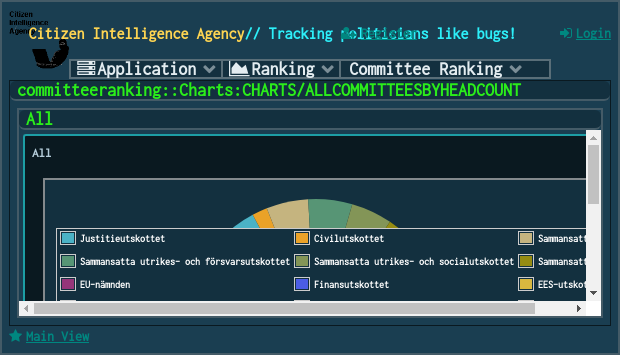 Citizen
Intelligence
Agency
Citizen Intelligence Agency// Tracking politicians like bugs!
Login
Application Ranking Committee Ranking
committeeranking::Charts:CHARTS/ALLCOMMITTEESBYHEADCOUNT
All
All
Justitieutskottet Civilutskottet Sammansatt
Sammansatta utrikes- och försvarsutskottet Sammansatta utrikes- och socialutskottet Sammansatt
EU-nämnden Finansutskottet EES-utskot
Main View